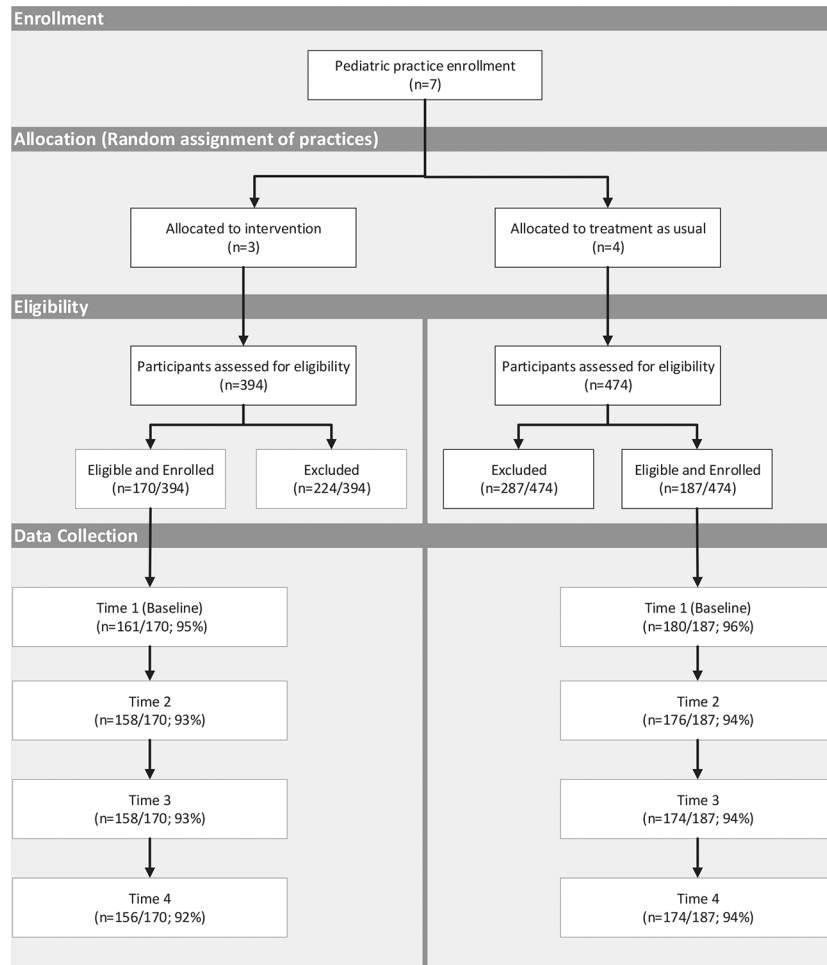 Enrollment
Pediatric practice enrollment
(n=7)
Allocation (Random assignment of practices)
Allocated to intervention
(n=3)
Allocated to treatment as usual
(n=4)
Eligibility
Participants assessed for eligibility
(n=394)
Participants assessed for eligibility
(n=474)
Eligible and Enrolled
(n=170/394)
Excluded
(n=224/394)
Excluded
(n=287/474)
Eligible and Enrolled
(n=187/474)
Data Collection
Time 1 (Baseline)
(n=161/170; 95%)
Time 2
(n=158/170; 93%)
Time 3
(n=158/170; 93%)
Time 4
(n=156/170; 92%)
Time 1 (Baseline)
(n=180/187; 96%)
Time 2
(n=176/187; 94%)
Time 3
(n=174/187; 94%)
Time 4
(n=174/187; 94%)